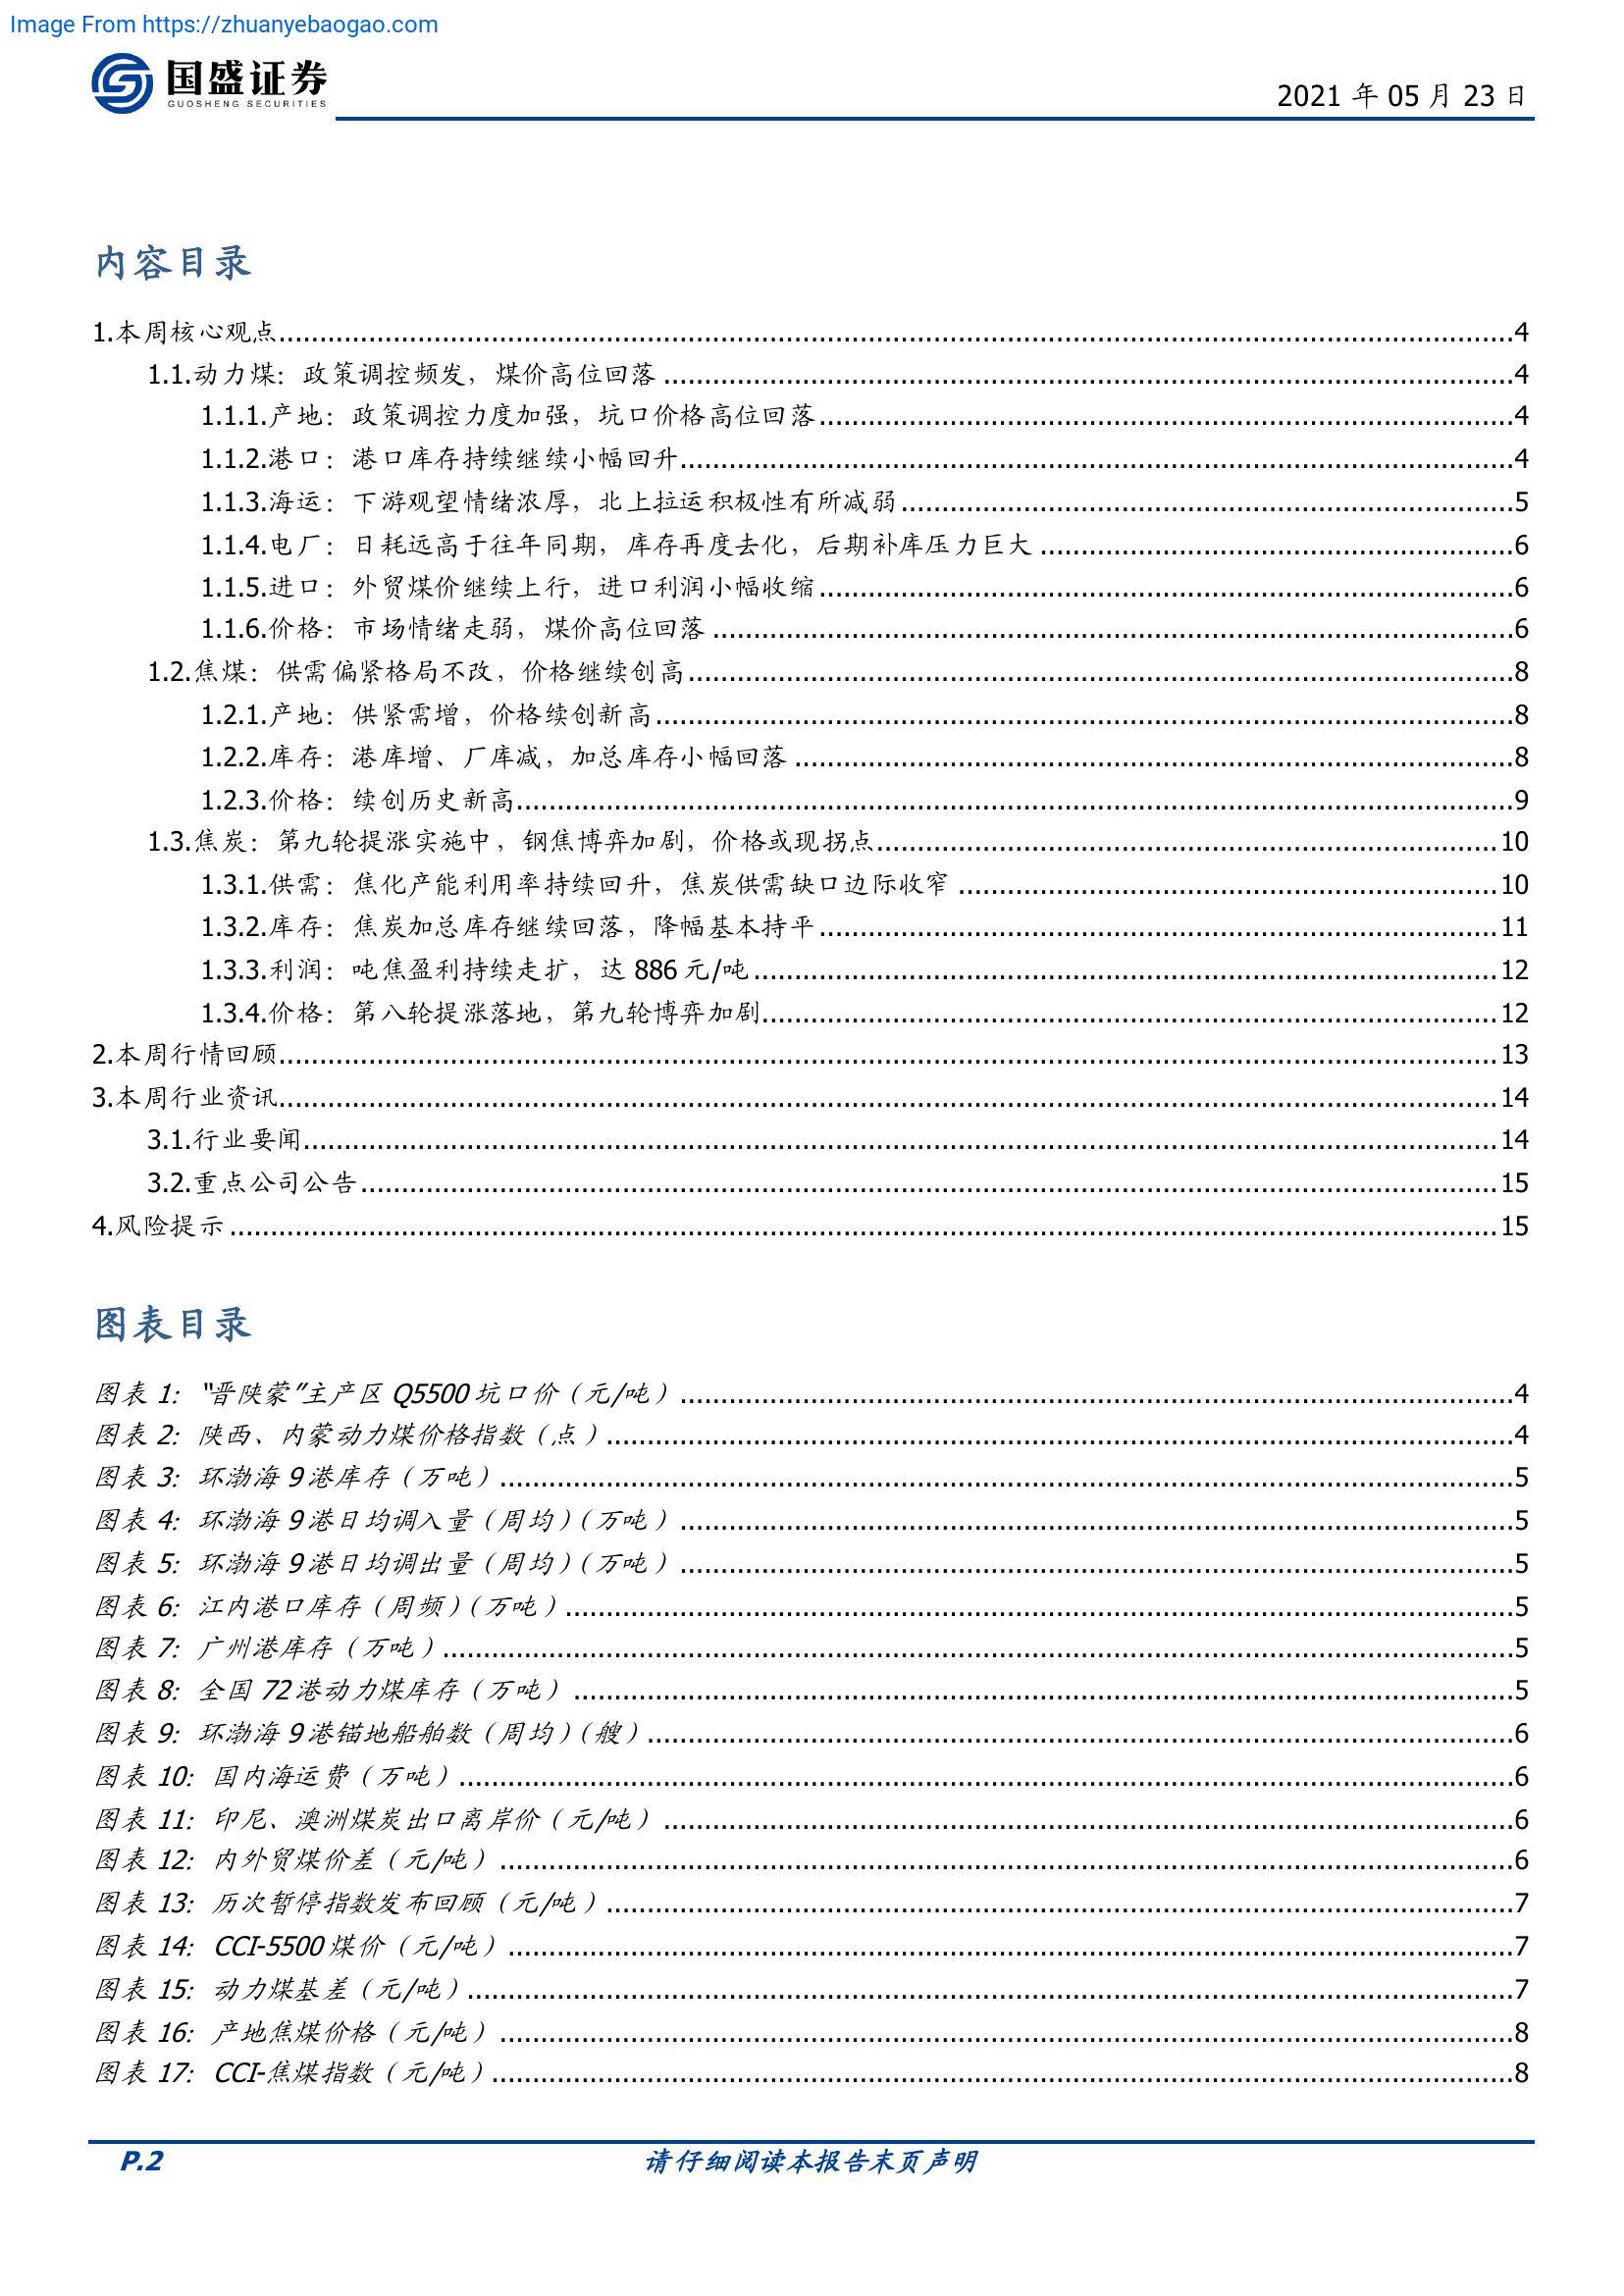 Image From https://zhuanyebaogao.com
国盛证券
GUOSHENG SECURITIES
2021 年 05 月 23 日
内容目录
1.本周核心观点4
1.1.动力煤：政策调控频发，煤价高位回落4
1.1.1.产地：政策调控力度加强，坑口价格高位回落4
1.1.2.港口：港口库存持续继续小幅回升4
1.1.3.海运：下游观望情绪浓厚，北上拉运积极性有所减弱5
1.1.4.电厂：日耗远高于往年同期，库存再度去化，后期补库压力巨大6
1.1.5.进口：外贸煤价继续上行，进口利润小幅收缩6
1.1.6.价格：市场情绪走弱，煤价高位回落6
1.2.焦煤：供需偏紧格局不改，价格继续创高8
1.2.1.产地：供紧需增，价格续创新高8
1.2.2.库存：港库增、厂库减，加总库存小幅回落8
1.2.3.价格：续创历史新高9
1.3.焦炭：第九轮提涨实施中，钢焦博弈加剧，价格或现拐点10
1.3.1.供需：焦化产能利用率持续回升，焦炭供需缺口边际收窄10
1.3.2.库存：焦炭加总库存继续回落，降幅基本持平11
1.3.3.利润：吨焦盈利持续走扩，达 886 元/吨12
1.3.4.价格：第八轮提涨落地，第九轮博弈加剧12
2.本周行情回顾13
3.本周行业资讯14
3.1.行业要闻14
3.2.重点公司公告15
4.风险提示15
图表目录
图表 1: “晋陕蒙”主产区 Q5500 坑口价（元/吨）4
图表 2: 陕西、内蒙动力煤价格指数（点）4
图表 3: 环渤海 9 港库存（万吨）5
图表 4: 环渤海 9 港日均调入量（周均）（万吨）5
图表 5: 环渤海 9 港日均调出量（周均）（万吨）5
图表 6: 江内港口库存（周频）（万吨）5
图表 7: 广州港库存（万吨）5
图表 8: 全国 72 港动力煤库存（万吨）5
图表 9: 环渤海 9 港锚地船舶数（周均）（艘）6
图表 10: 国内海运费（万吨）6
图表 11: 印尼、澳洲煤炭出口离岸价（元/吨）6
图表 12: 内外贸煤价差（元/吨）6
图表 13: 历次暂停指数发布回顾（元/吨）7
图表 14: CCI-5500 煤价（元/吨）7
图表 15: 动力煤基差（元/吨）7
图表 16: 产地焦煤价格（元/吨）8
图表 17: CCI-焦煤指数（元/吨）8
P.2 请仔细阅读本报告末页声明